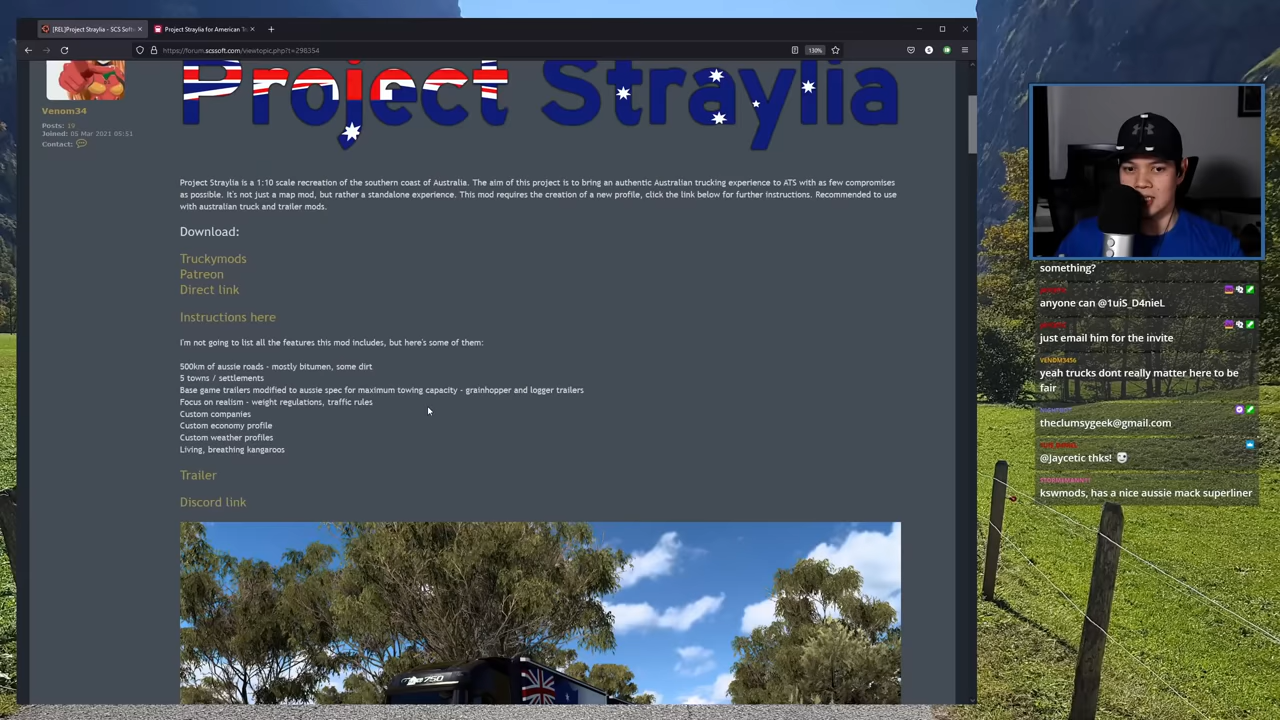 [REL]Project Straylia - SCS Soft
Project Straylia for American Tr
https://forum.scssoft.com/viewtopic.php?t=298354
130%
Project Straylia
Venom34
Posts: 19
Joined: 05 Mar 2021 05:51
Contact:
Project Straylia is a 1:10 scale recreation of the southern coast of Australia. The aim of this project is to bring an authentic Australian trucking experience to ATS with as few compromises
as possible. It's not just a map mod, but rather a standalone experience. This mod requires the creation of a new profile, click the link below for further instructions. Recommended to use
with australian truck and trailer mods.
Download:
Truckymods
Patreon
Direct link
Instructions here
I'm not going to list all the features this mod includes, but here's some of them:
500km of aussie roads - mostly bitumen, some dirt
5 towns / settlements
Base game trailers modified to aussie spec for maximum towing capacity - grainhopper and logger trailers
Focus on realism - weight regulations, traffic rules
Custom companies
Custom economy profile
Custom weather profiles
Living, breathing kangaroos
Trailer
Discord link
750
something?
anyone can @1uiS_D4nieL
just email him for the invite
VENOM3456
yeah trucks dont really matter here to be
fair
theclumsygeek@gmail.com
@Jaycetic thks!
kswmods, has a nice aussie mack superliner